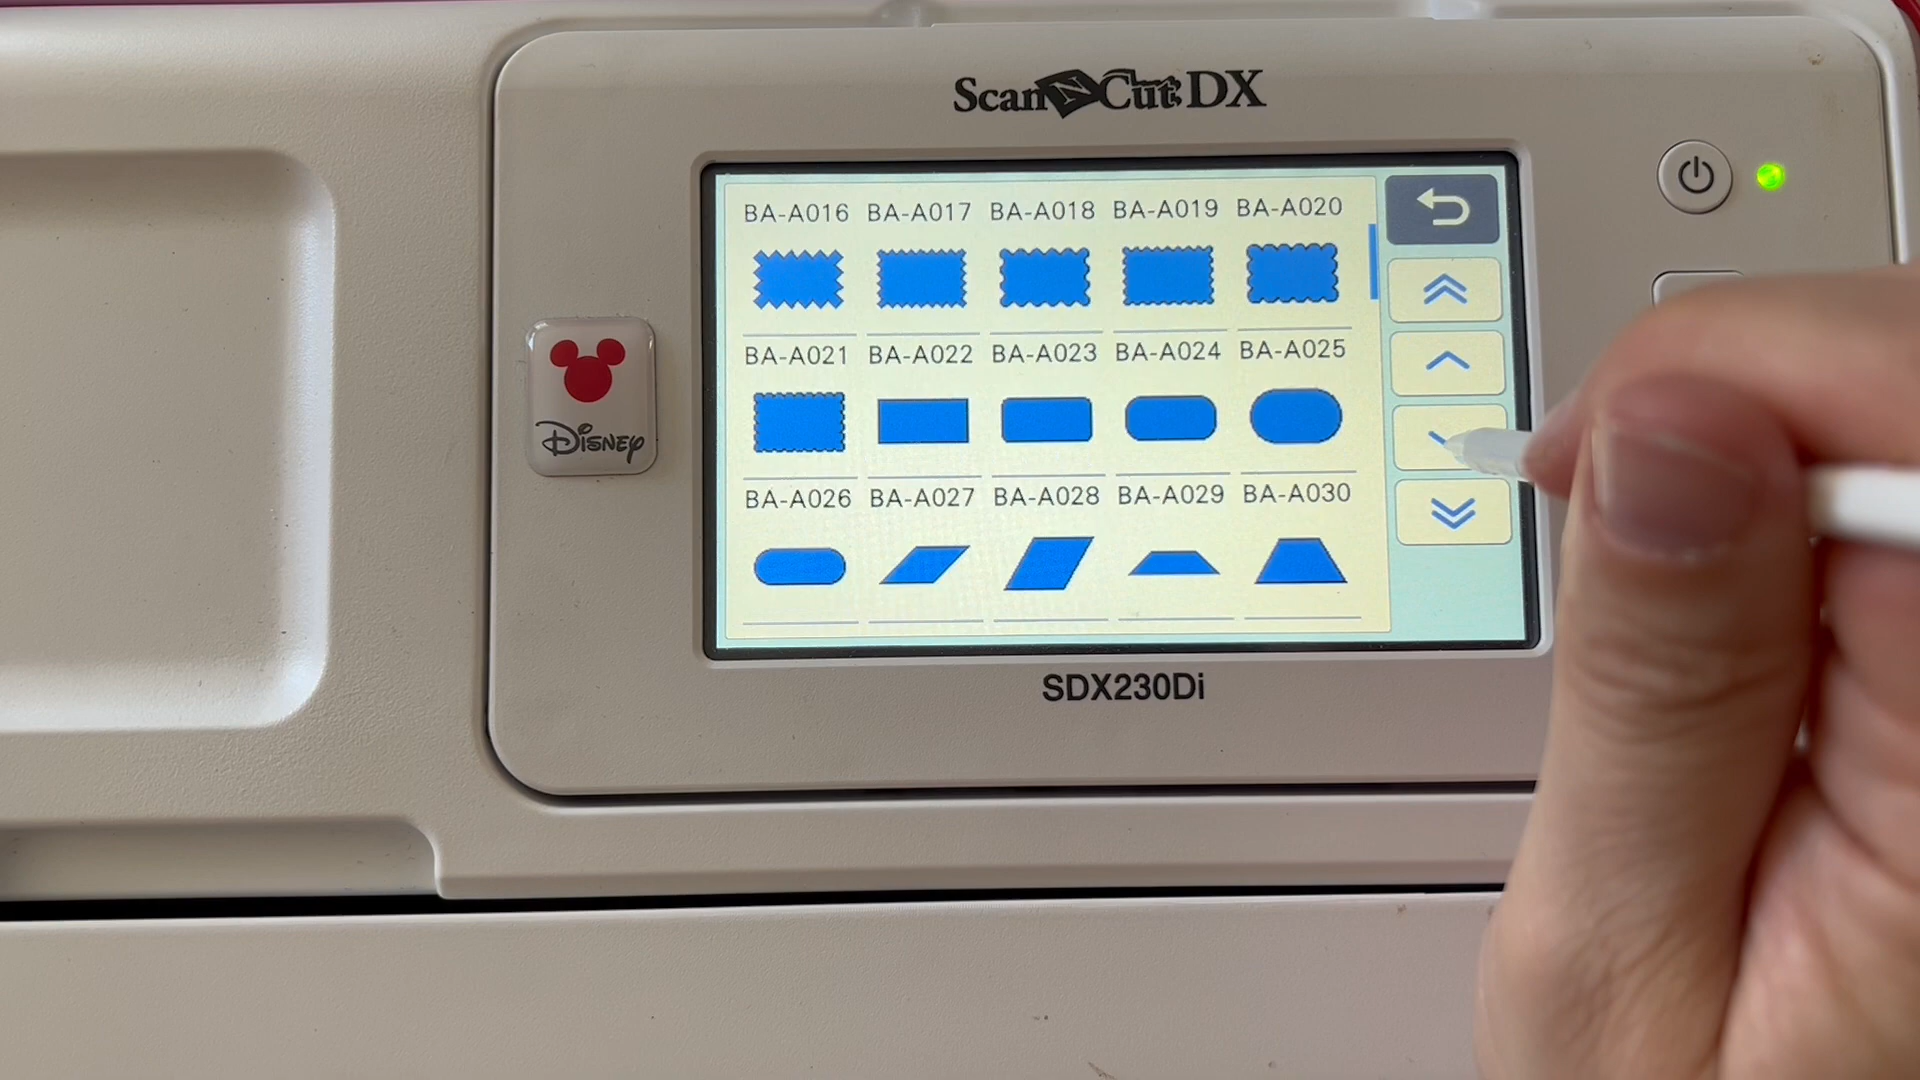 ScanNCut DX
BA-A016 BA-A017 BA-A018 BA-A019 BA-A020
BA-A021 BA-A022 BA-A023 BA-A024 BA-A025
BA-A026 BA-A027 BA-A028 BA-A029 BA-A030
Disney
SDX230Di